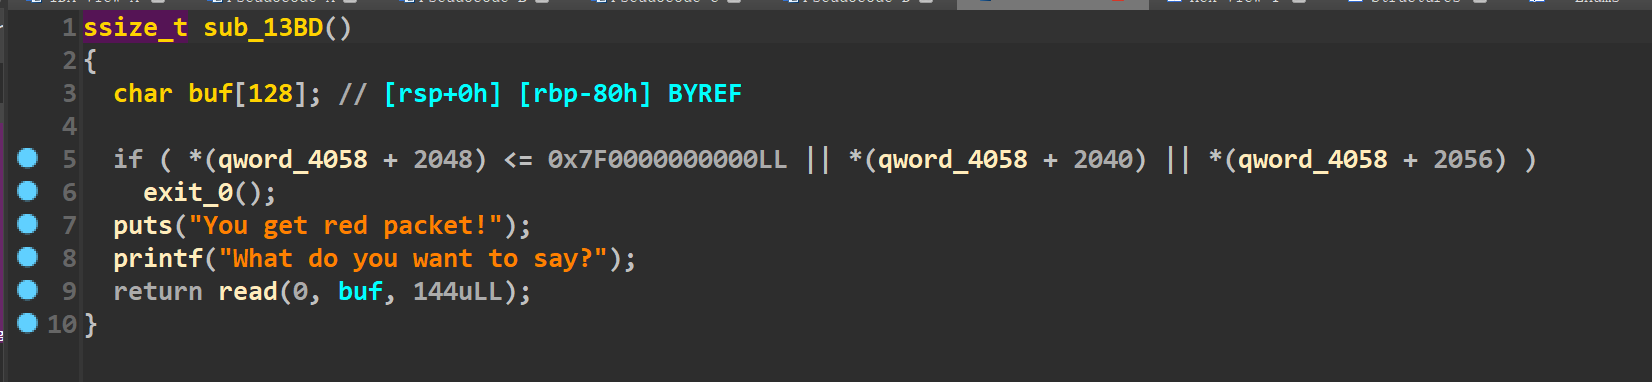 1 ssize_t sub_13BD()
2 {
3 char buf[128]; // [rsp+0h] [rbp-80h] BYREF
4
5 if ( *(qword_4058 + 2048) <= 0x7F0000000000LL || *(qword_4058 + 2040) || *(qword_4058 + 2056) )
6 exit_0();
7 puts("You get red packet!");
8 printf("What do you want to say?");
9 return read(0, buf, 144uLL);
10 }